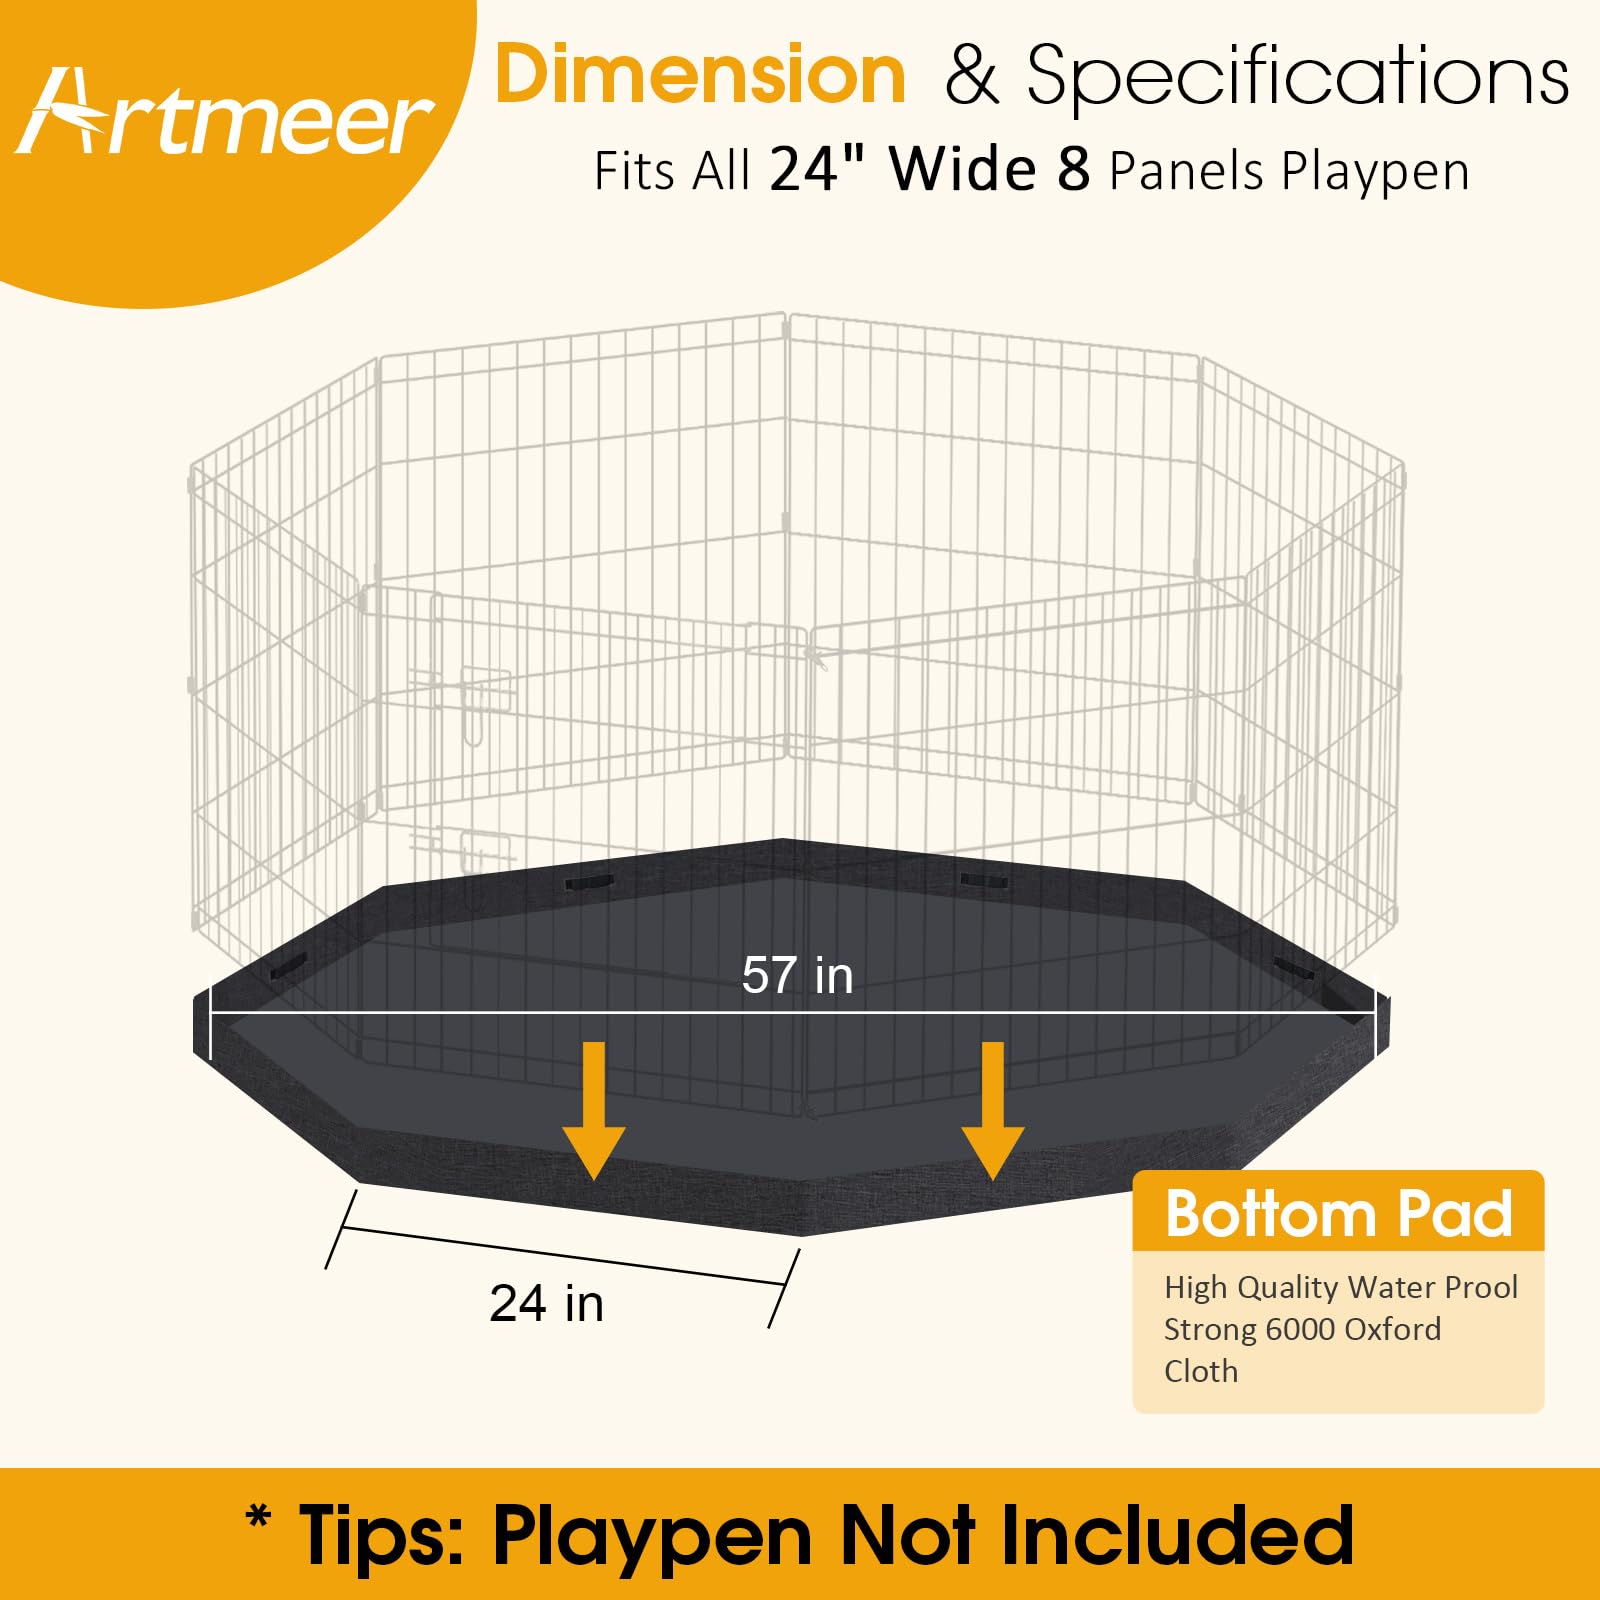 Artmeer
Dimension & Specifications
Fits All 24" Wide 8 Panels Playpen
57 in
24 in
Bottom Pad
High Quality Water Prool
Strong 6000 Oxford
Cloth
* Tips: Playpen Not Included